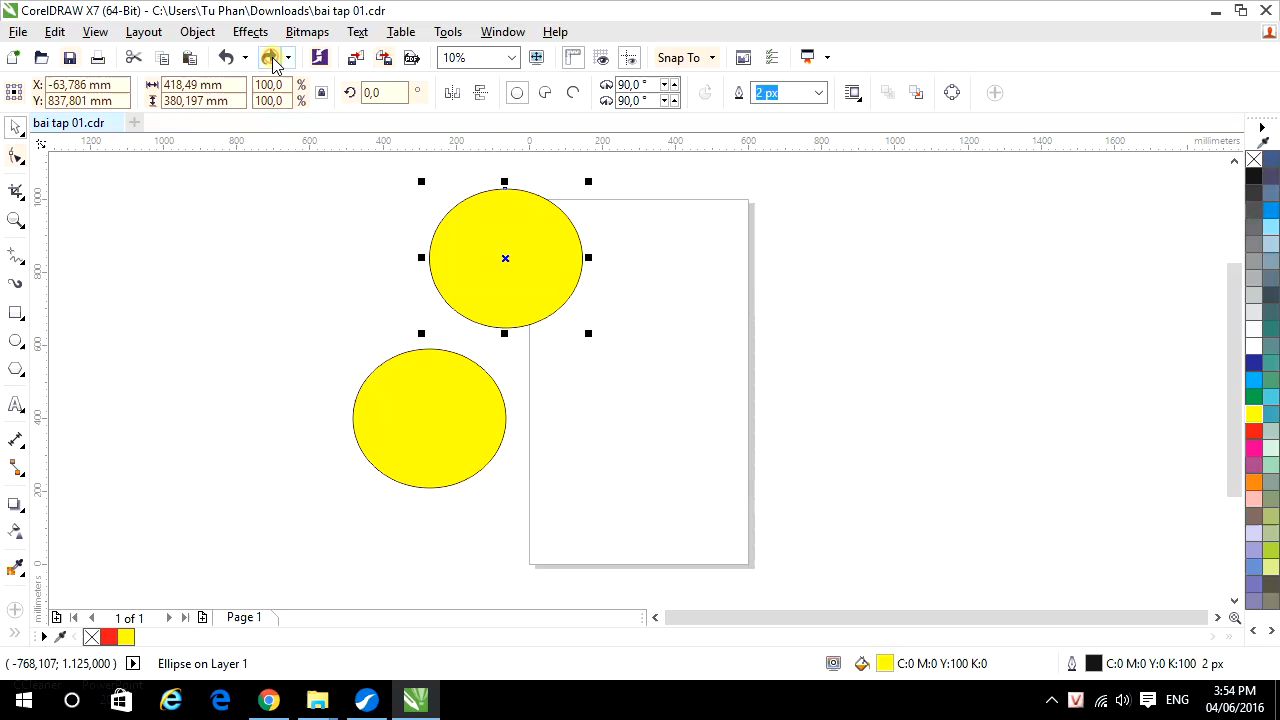 CorelDRAW X7 (64-Bit) - C:\Users\Tu Phan\Downloads\bai tap 01.cdr
File Edit View Layout Object Effects Bitmaps Text Table Tools Window Help
10% Snap To
X: -63,786 mm 418,49 mm 100,0 % 0,0 ° 90,0 ° 2 px
Y: 837,801 mm 380,197 mm 100,0 % 90,0 °
bai tap 01.cdr
1200 1000 800 600 400 200 0 200 400 600 800 1000 1200 1400 1600 millimeters
1000
800
600
400
200
0
millimeters
1 of 1 Page 1
( -768,107; 1.125,000 ) Ellipse on Layer 1 C:0 M:0 Y:100 K:0 C:0 M:0 Y:0 K:100 2 px
CCleaner PowerPoint
ENG 3:54 PM
04/06/2016